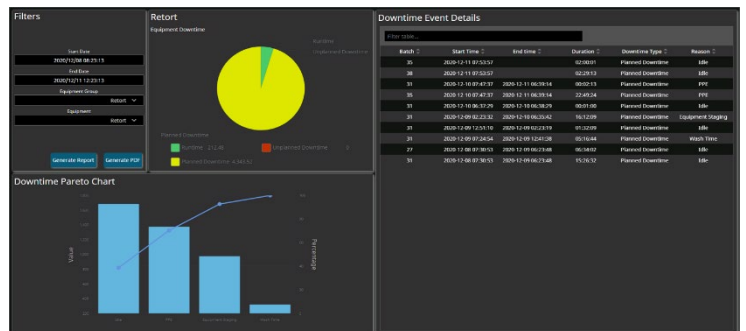 Filters
Start Date
2020/12/08 08:23:13
End Date
2020/12/11 12:23:13
Equipment Group
Retort
Equipment
Retort
Generate Report
Generate PDF
Retort
Equipment Downtime
Runtime
Unplanned Downtime
Planned Downtime
Runtime
Unplanned Downtime 0
Planned Downtime
Downtime Event Details
Filter table...
Batch Start Time End time Duration Downtime Type Reason
35 2020-12-11 07:53:57 02:00:01 Planned Downtime Idle
38 2020-12-11 07:53:57 02:29:13 Planned Downtime Idle
31 2020-12-10 07:47:37 2020-12-11 06:39:14 00:02:13 Planned Downtime PPE
35 2020-12-10 07:47:37 2020-12-11 06:39:14 22:49:24 Planned Downtime PPE
31 2020-12-10 06:37:29 2020-12-10 06:38:29 00:01:00 Planned Downtime Idle
31 2020-12-09 02:23:32 2020-12-10 06:35:42 16:12:09 Planned Downtime Equipment Staging
31 2020-12-09 12:51:10 2020-12-09 02:23:19 01:32:09 Planned Downtime Idle
31 2020-12-09 07:24:54 2020-12-09 12:41:38 05:16:44 Planned Downtime Wash Time
27 2020-12-08 07:30:53 2020-12-09 06:23:48 06:58:02 Planned Downtime Idle
31 2020-12-08 07:30:53 2020-12-09 06:23:48 15:26:32 Planned Downtime Idle
Downtime Pareto Chart
Value
Percentage
Idle
PPE
Equipment Staging
Wash Time